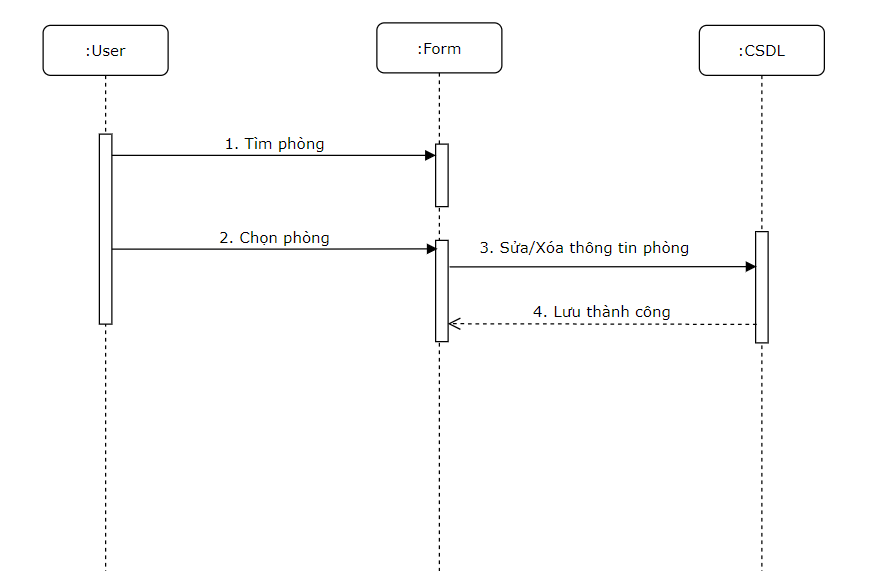 :User
:Form
:CSDL
1. Tìm phòng
2. Chọn phòng
3. Sửa/Xóa thông tin phòng
4. Lưu thành công